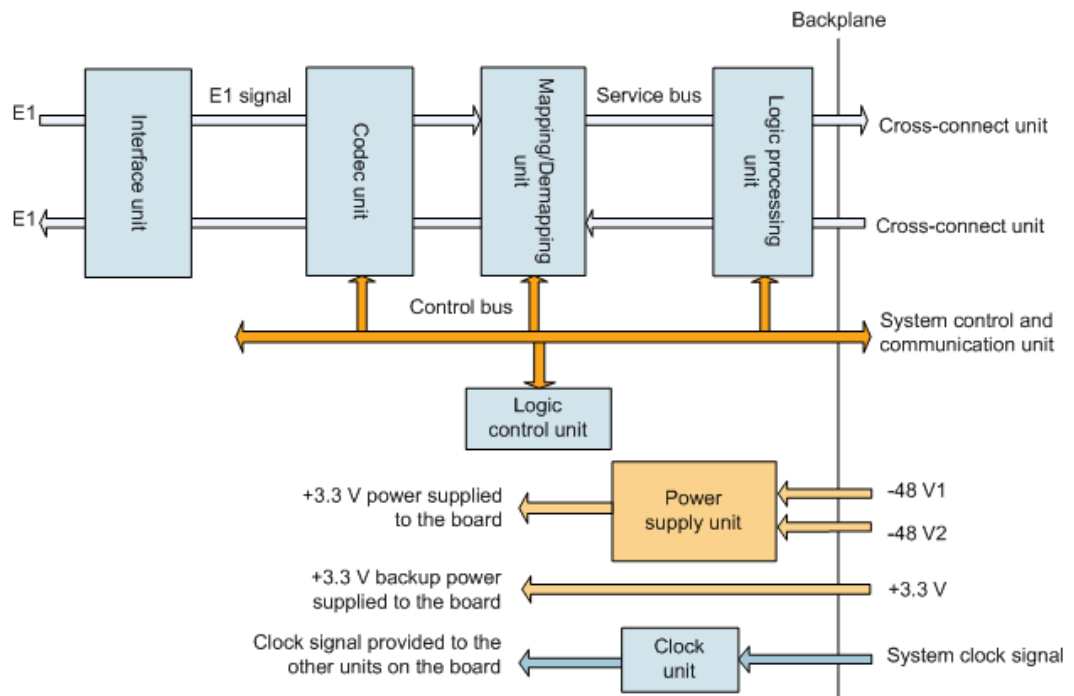 Backplane
E1
Interface unit
E1 signal
Codec unit
Mapping/Demapping
unit
Service bus
Logic processing
unit
Cross-connect unit
E1
Cross-connect unit
Control bus
System control and
communication unit
Logic
control unit
+3.3 V power supplied
to the board
Power
supply unit
-48 V1
-48 V2
+3.3 V backup power
supplied to the board
+3.3 V
Clock signal provided to the
other units on the board
Clock
unit
System clock signal